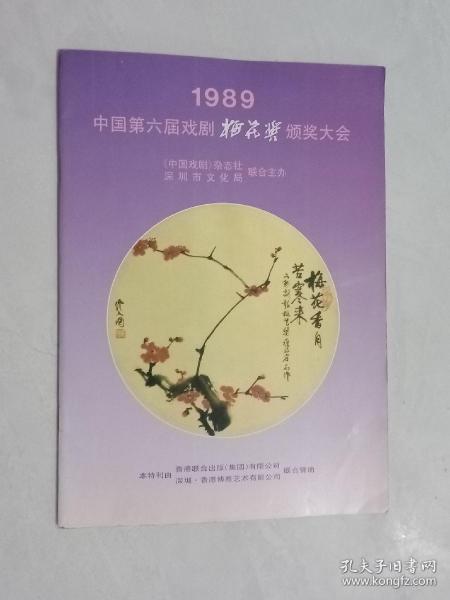 1989
中国第六届戏剧梅花奖颁奖大会
《中国戏剧》杂志社
深圳市文化局
联合主办
梅花香自
苦寒来
本特刊由
香港联合出版(集团)有限公司
深圳·香港博雅艺术有限公司
联合赞助
孔夫子旧书网
www.kongfz.com